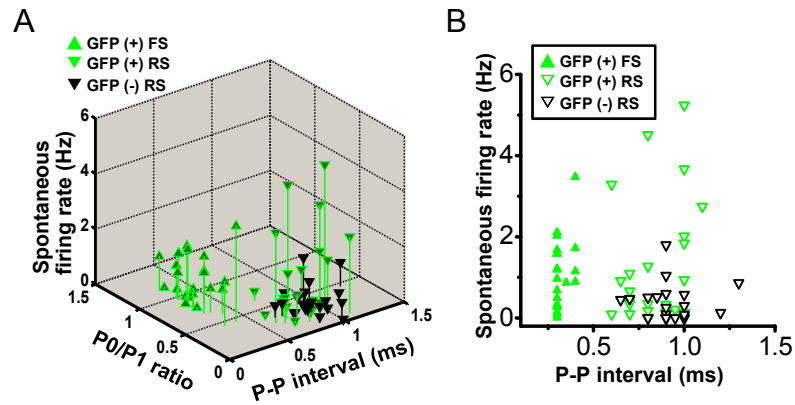 A
GFP (+) FS
GFP (+) RS
GFP (-) RS
Spontaneous
firing rate (Hz)
6
4
2
0
1.5
1
0.5
0
P0/P1 ratio
0
0.5
1
1.5
P-P interval (ms)
B
GFP (+) FS
GFP (+) RS
GFP (-) RS
Spontaneous firing rate (Hz)
6
4
2
0
0.5
1.0
1.5
P-P interval (ms)